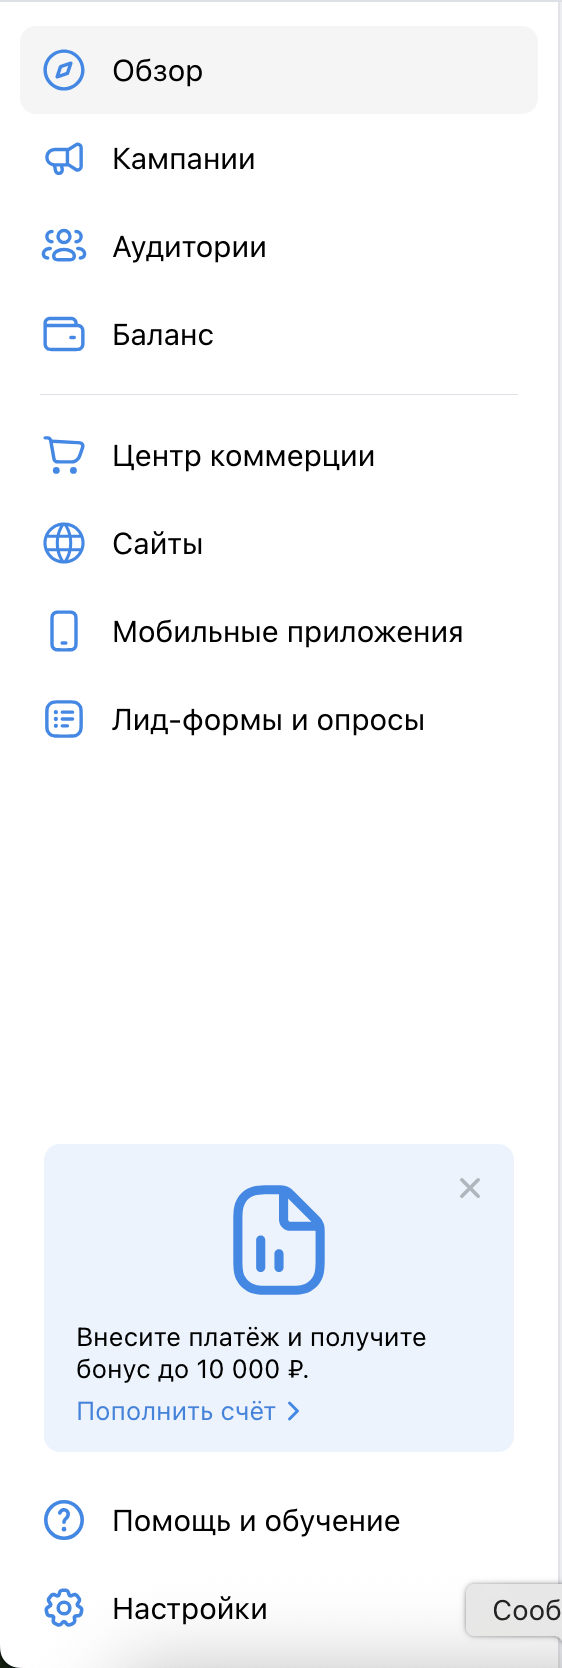 Обзор
Кампании
Аудитории
Баланс
Центр коммерции
Сайты
Мобильные приложения
Лид-формы и опросы
Внесите платёж и получите
бонус до 10 000 ₽.
Пополнить счёт
Помощь и обучение
Настройки